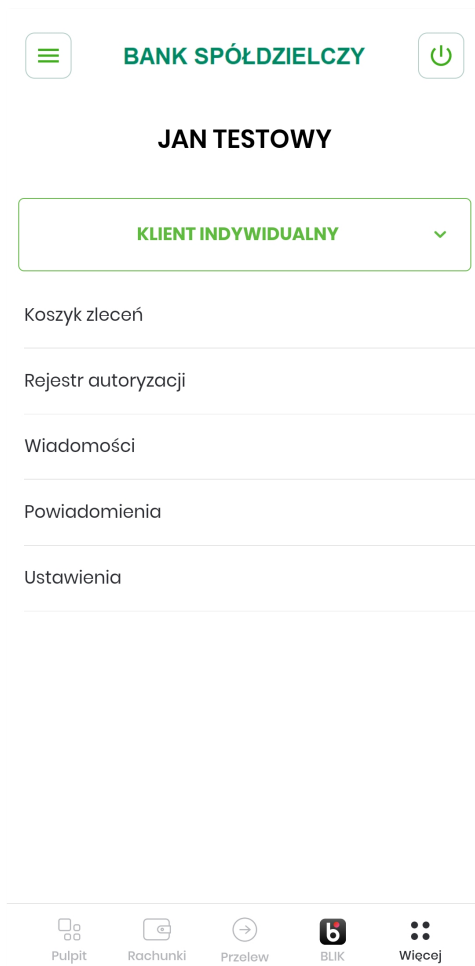 BANK SPÓŁDZIELCZY
JAN TESTOWY
KLIENT INDYWIDUALNY
Koszyk zleceń
Rejestr autoryzacji
Wiadomości
Powiadomienia
Ustawienia
Pulpit
Rachunki
Przelew
BLIK
Więcej